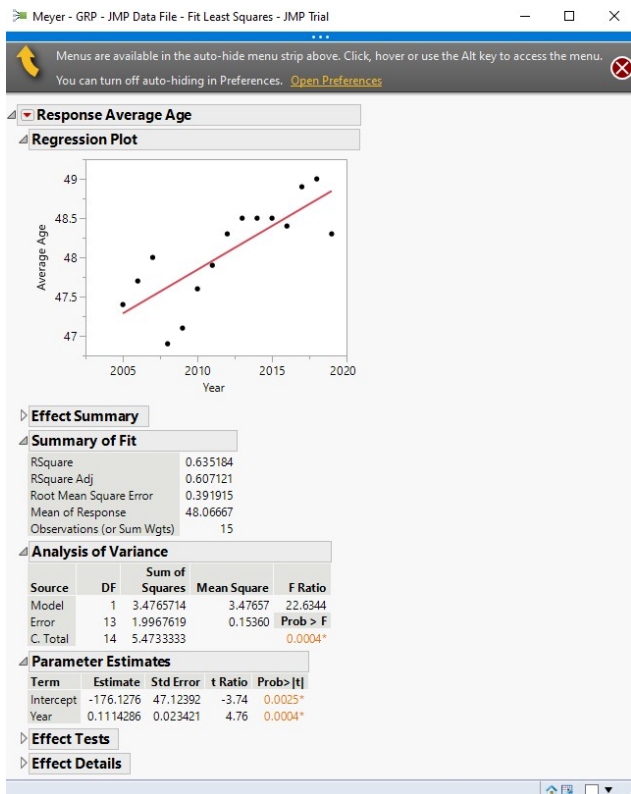 Meyer - GRP - JMP Data File - Fit Least Squares - JMP Trial
Menus are available in the auto-hide menu strip above. Click, hover or use the Alt key to access the menu.
You can turn off auto-hiding in Preferences. Open Preferences
Response Average Age
Regression Plot
49
48.5
48
47.5
47
Average Age
2005 2010 2015 2020
Year
Effect Summary
Summary of Fit
RSquare 0.635184
RSquare Adj 0.607121
Root Mean Square Error 0.391915
Mean of Response 48.06667
Observations (or Sum Wgts) 15
Analysis of Variance
Sum of
Source DF Squares Mean Square F Ratio
Model 1 3.4765714 3.47657 22.6344
Error 13 1.9967619 0.15360 Prob > F
C. Total 14 5.4733333 0.0004*
Parameter Estimates
Term Estimate Std Error t Ratio Prob>|t|
Intercept -176.1276 47.12392 -3.74 0.0025*
Year 0.1114286 0.023421 4.76 0.0004*
Effect Tests
Effect Details